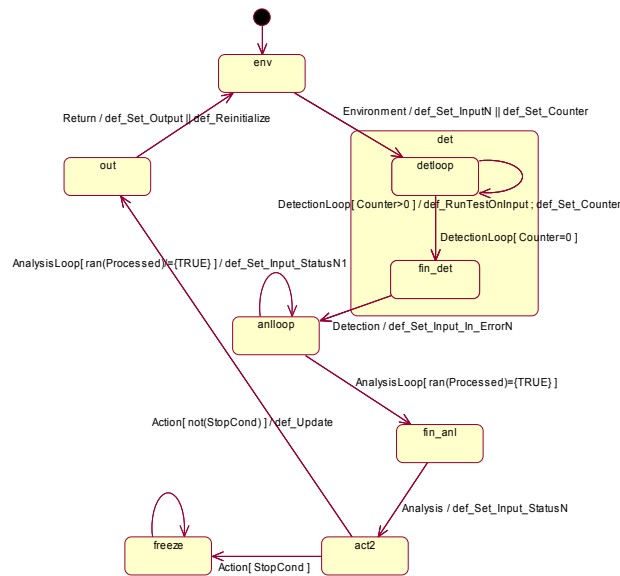 env
Environment / def_Set_InputN || def_Set_Counter
Return / def_Set_Output || def_Reinitialize
det
out
detloop
DetectionLoop[ Counter>0 ] / def_RunTestOnInput ; def_Set_Counter
DetectionLoop[ Counter=0 ]
AnalysisLoop[ ran(Processed)/={TRUE} ] / def_Set_Input_StatusN1
fin_det
anlloop
Detection / def_Set_Input_In_ErrorN
AnalysisLoop[ ran(Processed)={TRUE} ]
Action[ not(StopCond) ] / def_Update
fin_anl
Analysis / def_Set_Input_StatusN
freeze
act2
Action[ StopCond ]